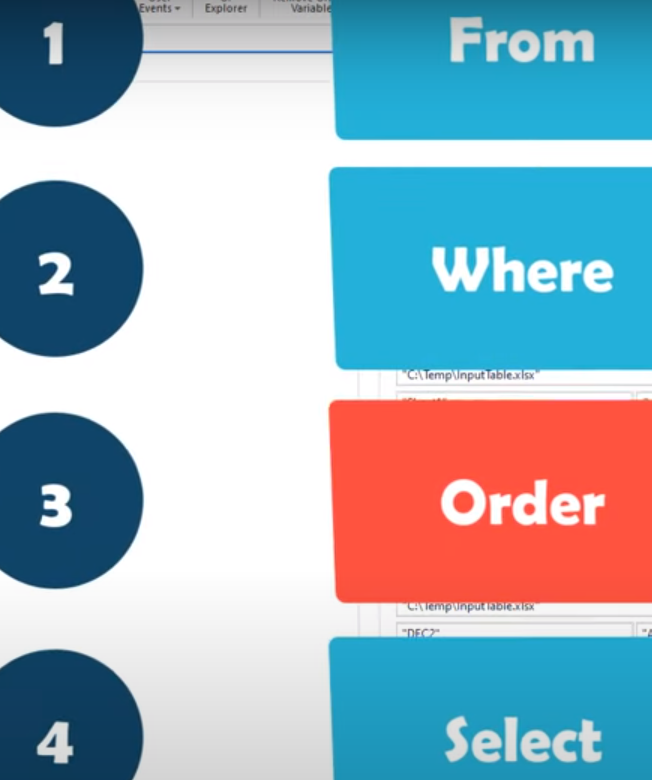 Events
Explorer
Variable
1
From
2
Where
"C:\Temp\InputTable.xlsx"
3
Order
"C:\Temp\InputTable.xlsx"
"DEC2"
4
Select